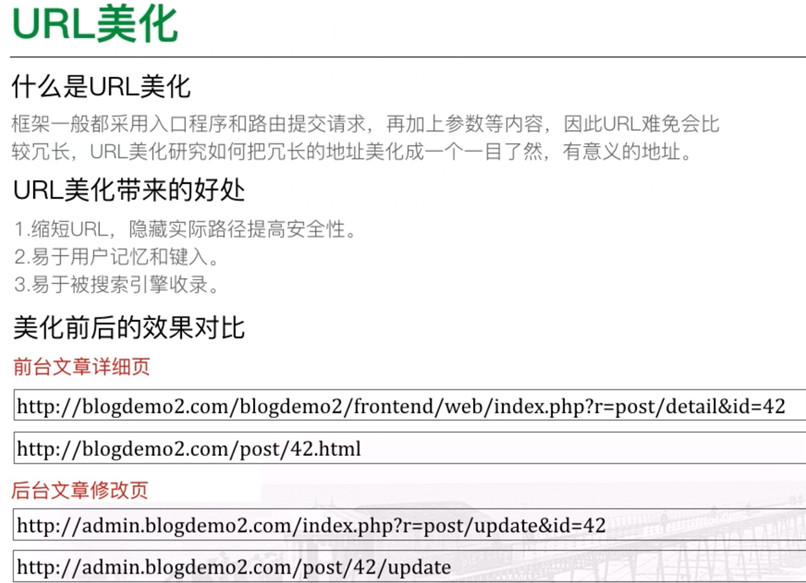 URL美化
什么是URL美化
框架一般都采用入口程序和路由提交请求，再加上参数等内容，因此URL难免会比
较冗长，URL美化研究如何把冗长的地址美化成一个一目了然，有意义的地址。
URL美化带来的好处
1.缩短URL，隐藏实际路径提高安全性。
2.易于用户记忆和键入。
3.易于被搜索引擎收录。
美化前后的效果对比
前台文章详细页
http://blogdemo2.com/blogdemo2/frontend/web/index.php?r=post/detail&id=42
http://blogdemo2.com/post/42.html
后台文章修改页
http://admin.blogdemo2.com/index.php?r=post/update&id=42
http://admin.blogdemo2.com/post/42/update